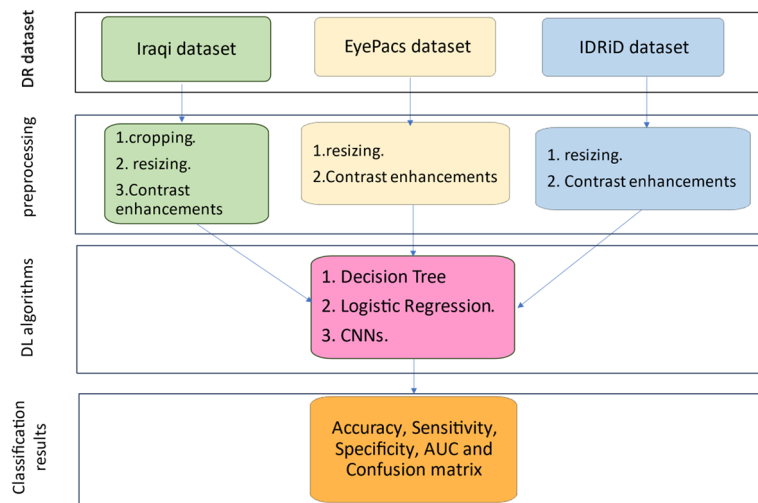 DR dataset
Iraqi dataset
EyePacs dataset
IDRiD dataset
preprocessing
1.cropping.
2. resizing.
3.Contrast
enhancements
1.resizing.
2.Contrast enhancements
1. resizing.
2. Contrast enhancements
DL algorithms
1. Decision Tree
2. Logistic Regression.
3. CNNs.
Classification
results
Accuracy, Sensitivity,
Specificity, AUC and
Confusion matrix